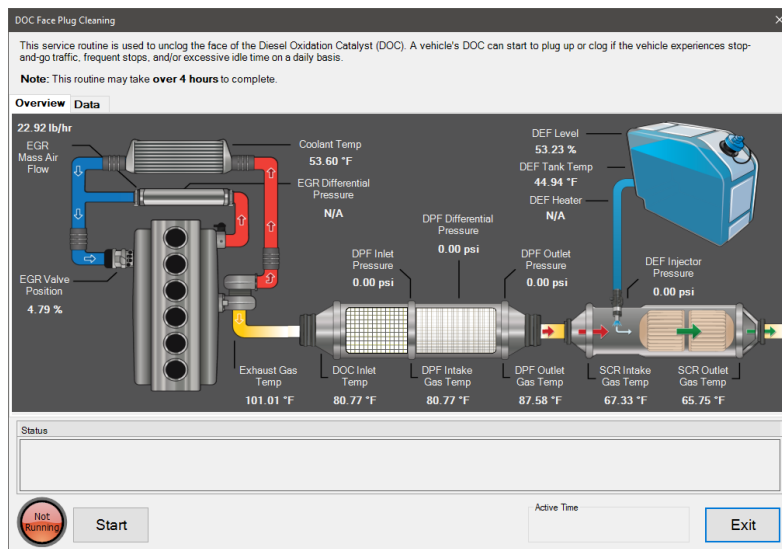 DOC Face Plug Cleaning
This service routine is used to unclog the face of the Diesel Oxidation Catalyst (DOC). A vehicle's DOC can start to plug up or clog if the vehicle experiences stop-
and-go traffic, frequent stops, and/or excessive idle time on a daily basis.
Note: This routine may take over 4 hours to complete.
Overview Data
22.92 lb/hr
EGR
Mass Air
Flow
Coolant Temp
53.60 °F
EGR Differential
Pressure
N/A
DEF Level
53.23 %
DEF Tank Temp
44.94 °F
DEF Heater
N/A
DPF Differential
Pressure
0.00 psi
DPF Inlet
Pressure
0.00 psi
DPF Outlet
Pressure
0.00 psi
DEF Injector
Pressure
0.00 psi
EGR Valve
Position
4.79 %
Exhaust Gas
Temp
101.01 °F
DOC Inlet
Temp
80.77 °F
DPF Intake
Gas Temp
80.77 °F
DPF Outlet
Gas Temp
87.58 °F
SCR Intake
Gas Temp
67.33 °F
SCR Outlet
Gas Temp
65.75 °F
Status
Not
Running
Start
Active Time
Exit